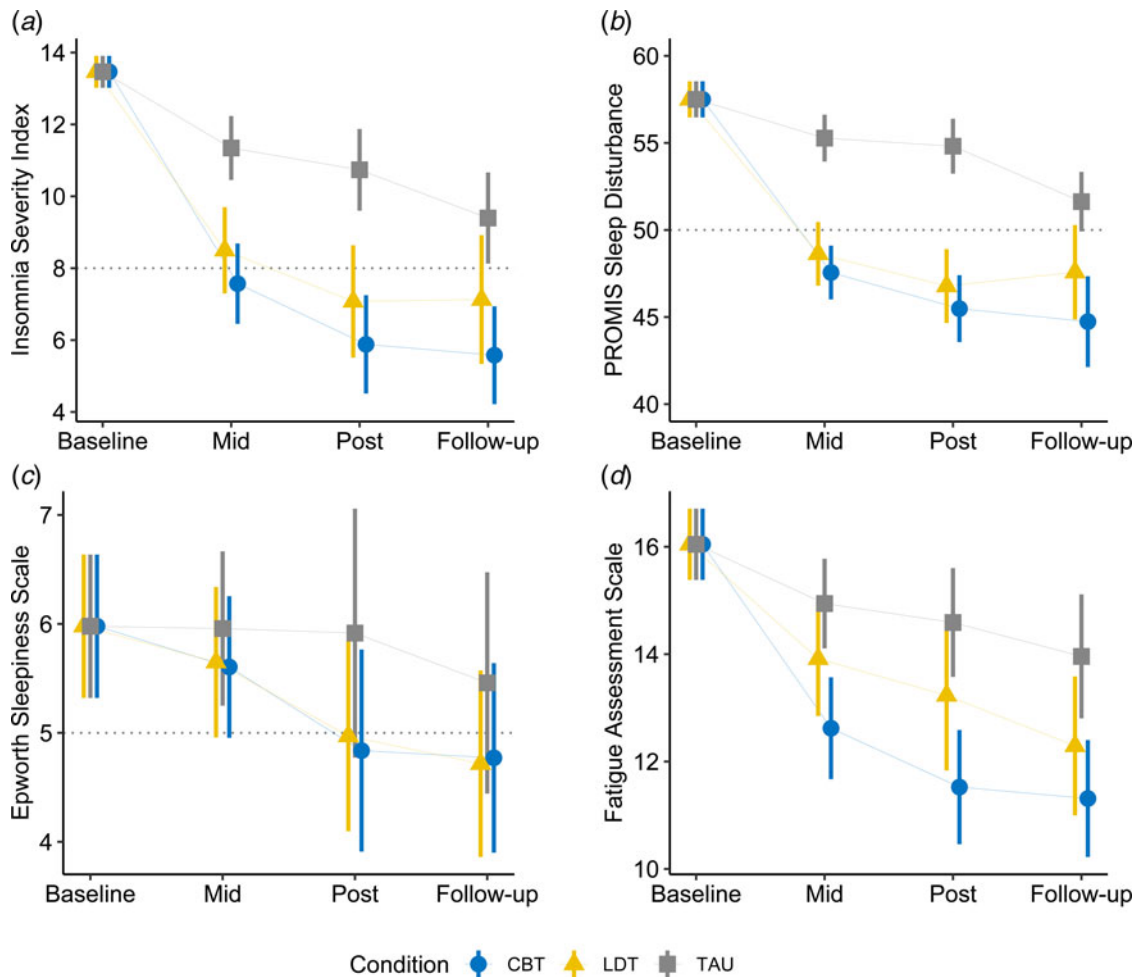 (a)
Insomnia Severity Index
14
12
10
8
6
4
Baseline Mid Post Follow-up
(b)
PROMIS Sleep Disturbance
60
55
50
45
40
Baseline Mid Post Follow-up
(c)
Epworth Sleepiness Scale
7
6
5
4
Baseline Mid Post Follow-up
(d)
Fatigue Assessment Scale
16
14
12
10
Baseline Mid Post Follow-up
Condition CBT LDT TAU